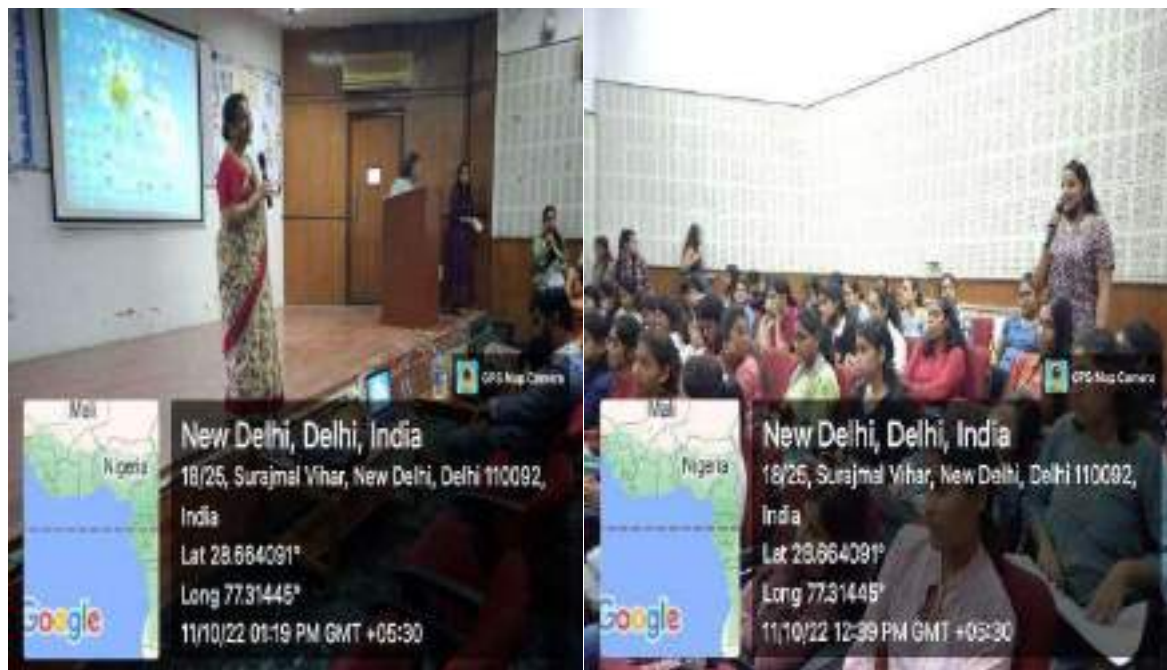 GPS Map Camera
Mali
Nigeria
Google
New Delhi, Delhi, India
18/25, Surajmal Vihar, New Delhi, Delhi 110092,
India
Lat 28.664091°
Long 77.31445°
11/10/22 01:19 PM GMT +05:30
GPS Map Camera
Mali
Nigeria
Google
New Delhi, Delhi, India
18/25, Surajmal Vihar, New Delhi, Delhi 110092,
India
Lat 28.664091°
Long 77.31445°
11/10/22 12:39 PM GMT +05:30